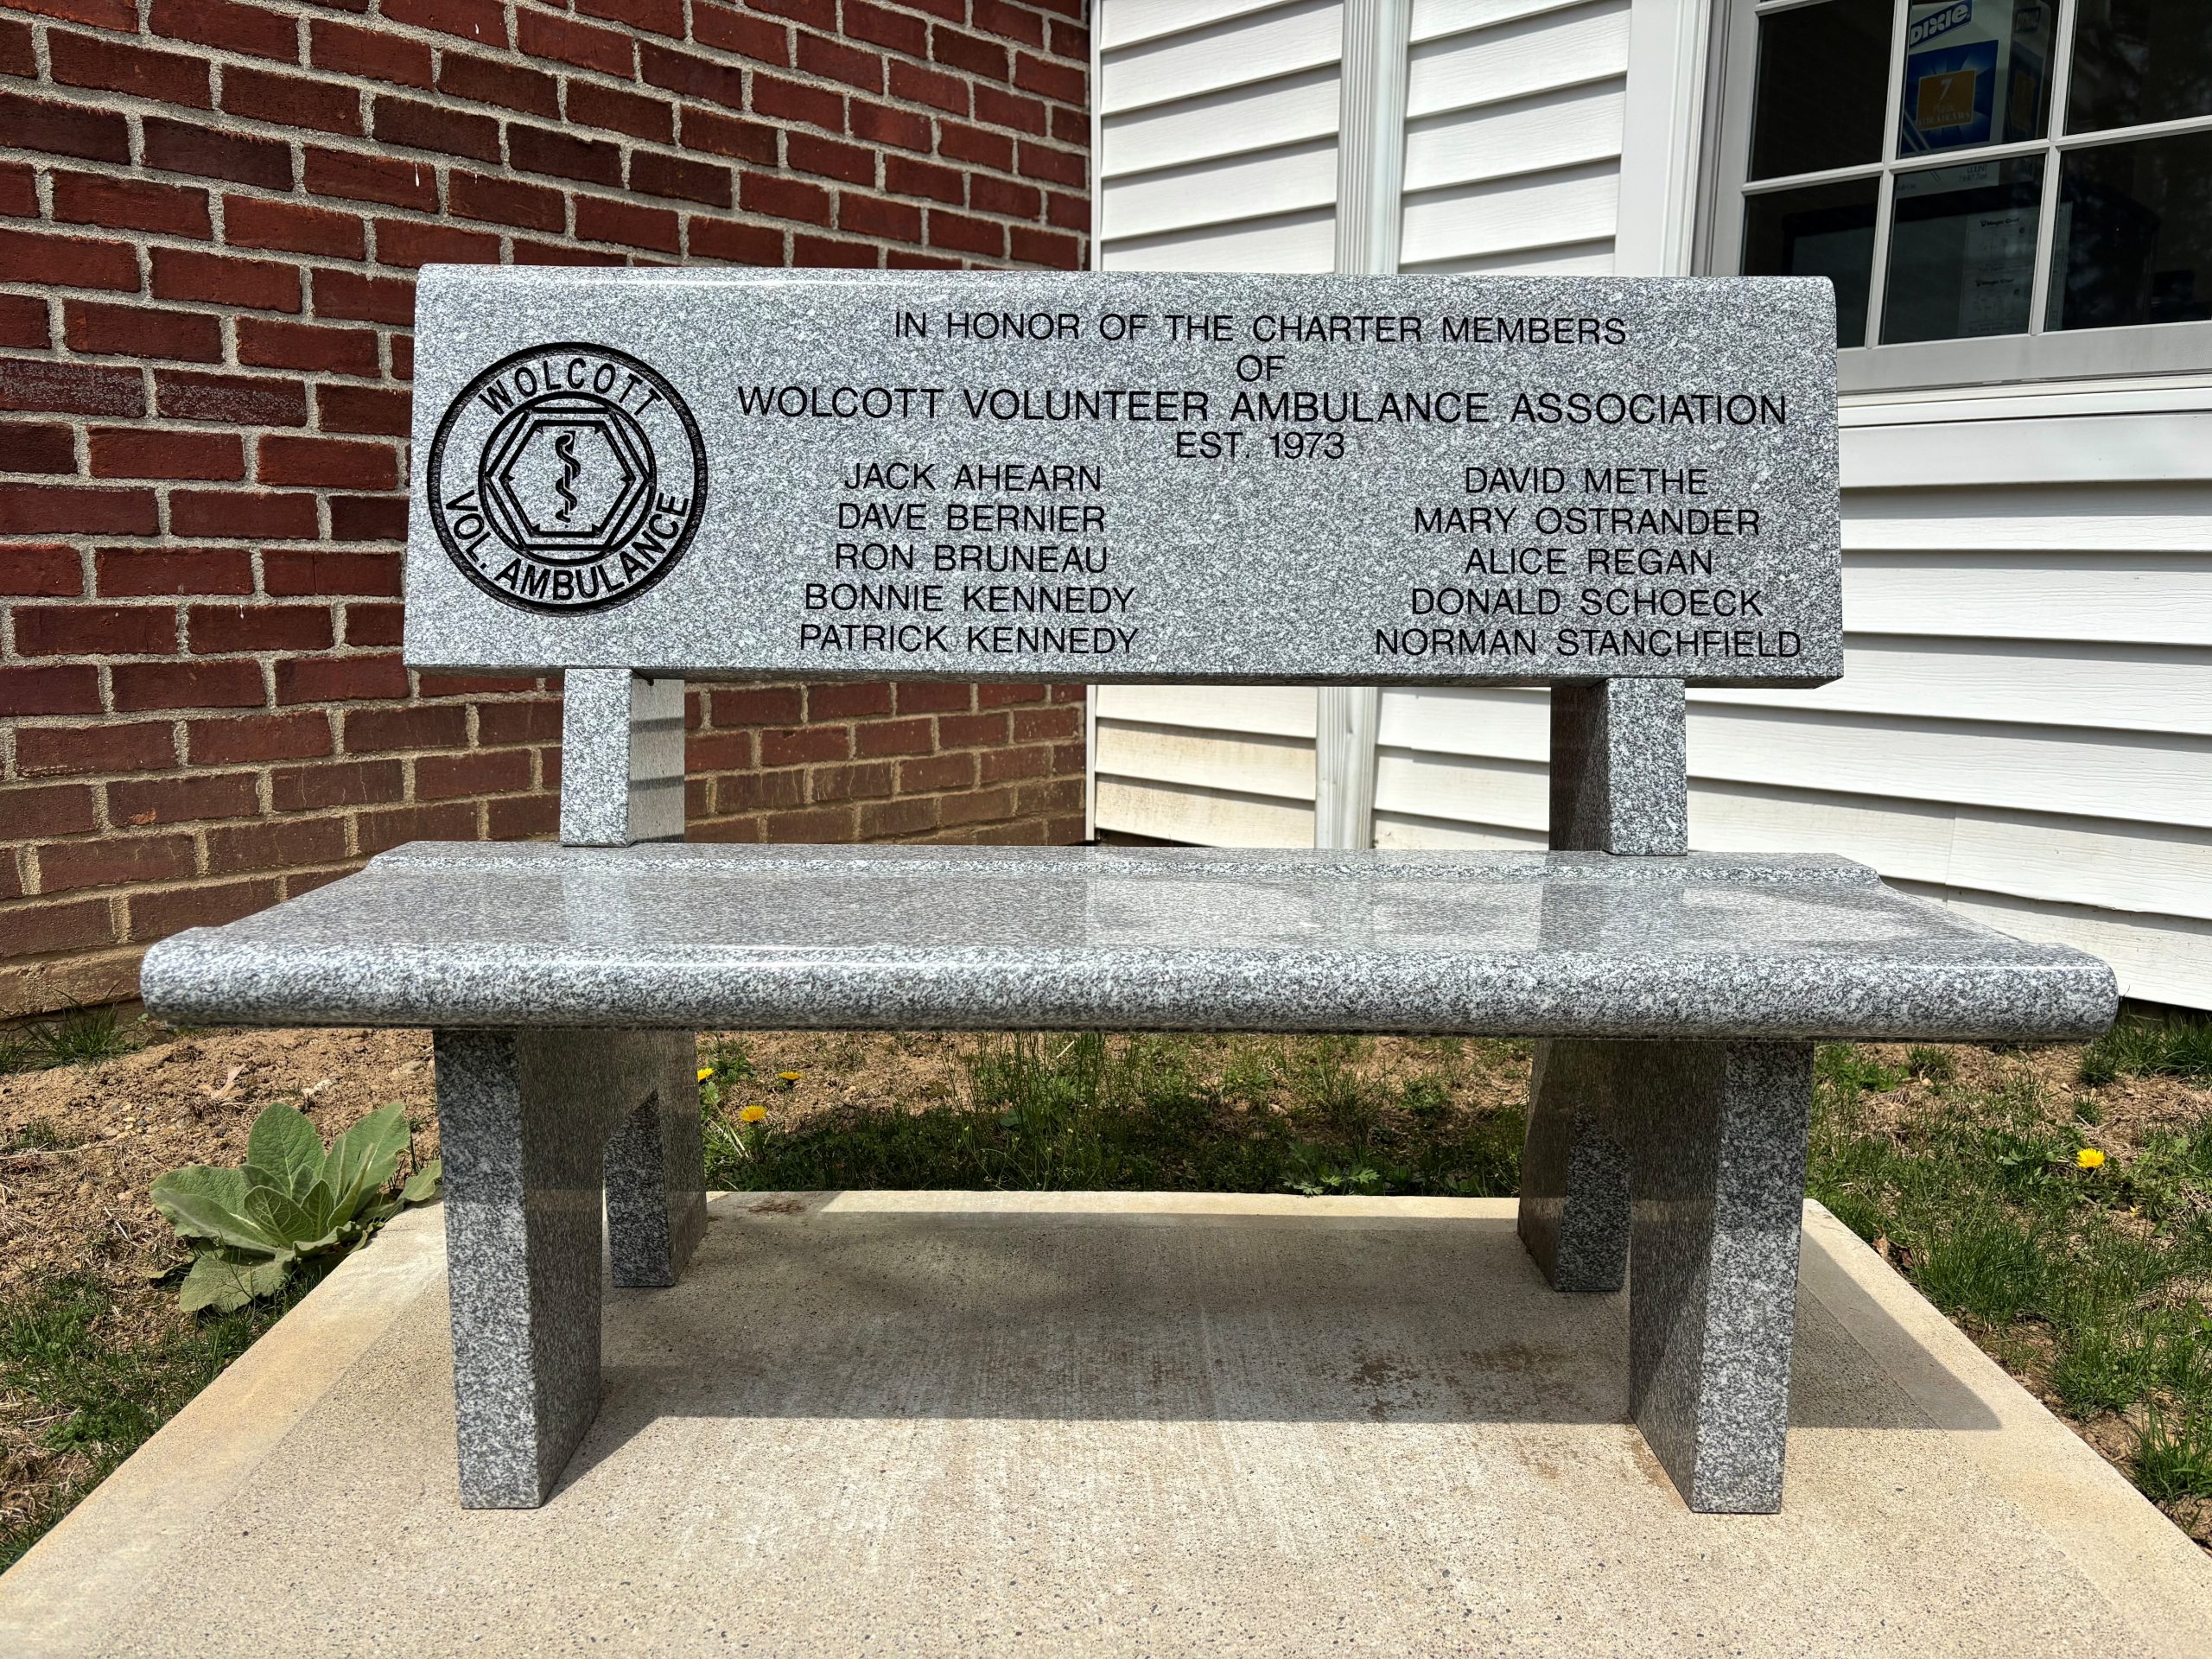 DIXIE
7
IN HONOR OF THE CHARTER MEMBERS
OF
WOLCOTT VOLUNTEER AMBULANCE ASSOCIATION
EST. 1973
WOLCOTT
VOL. AMBULANCE
JACK AHEARN
DAVE BERNIER
RON BRUNEAU
BONNIE KENNEDY
PATRICK KENNEDY
DAVID METHE
MARY OSTRANDER
ALICE REGAN
DONALD SCHOECK
NORMAN STANCHFIELD